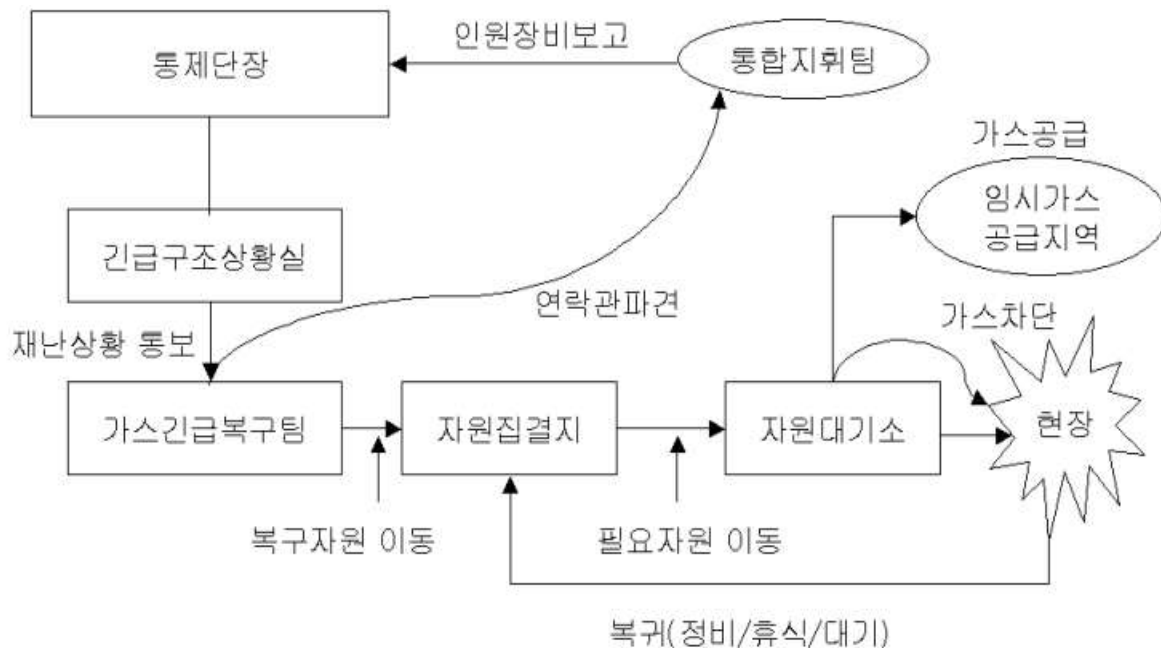 인원장비보고
통제단장
통합지휘팀
가스공급
임시가스
공급지역
긴급구조상황실
연락관파견
가스차단
재난상황 통보
가스긴급복구팀
자원집결지
자원대기소
현장
복구자원 이동
필요자원 이동
복귀(정비/휴식/대기)